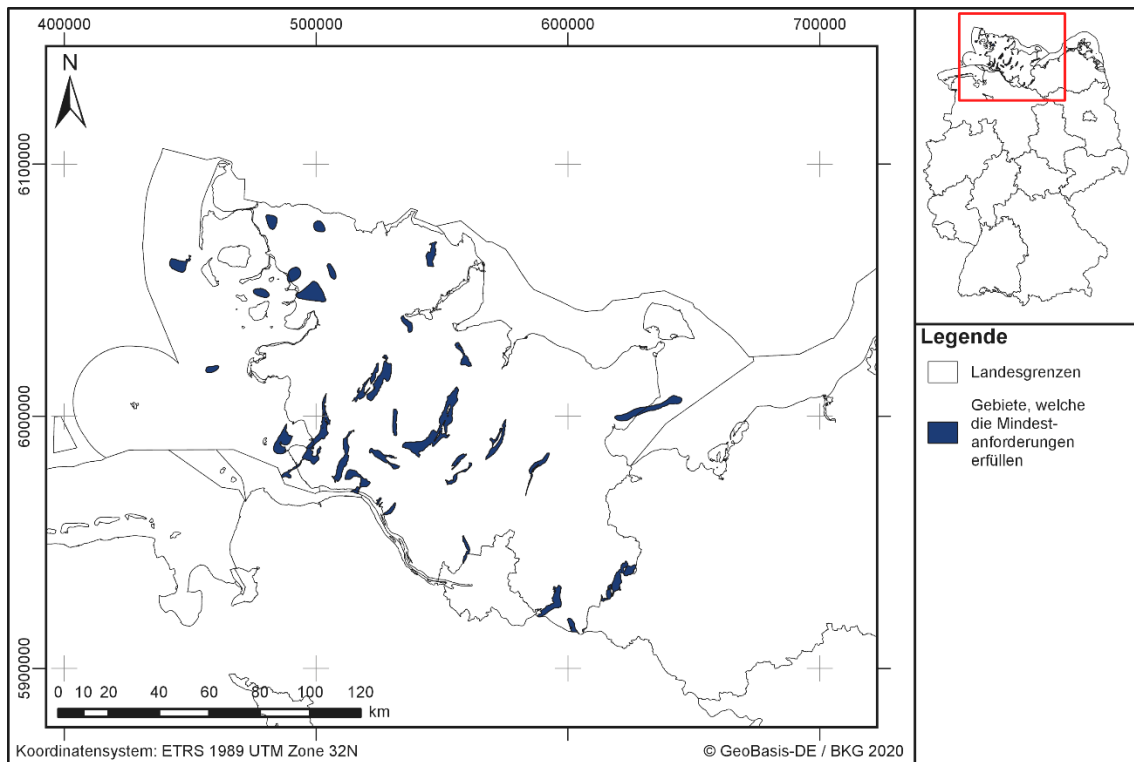 400000
500000
600000
700000
N
6100000
6000000
5900000
0 10 20 40 60 80 100 120
km
Koordinatensystem: ETRS 1989 UTM Zone 32N
© GeoBasis-DE / BKG 2020
Legende
Landesgrenzen
Gebiete, welche
die Mindest-
anforderungen
erfüllen